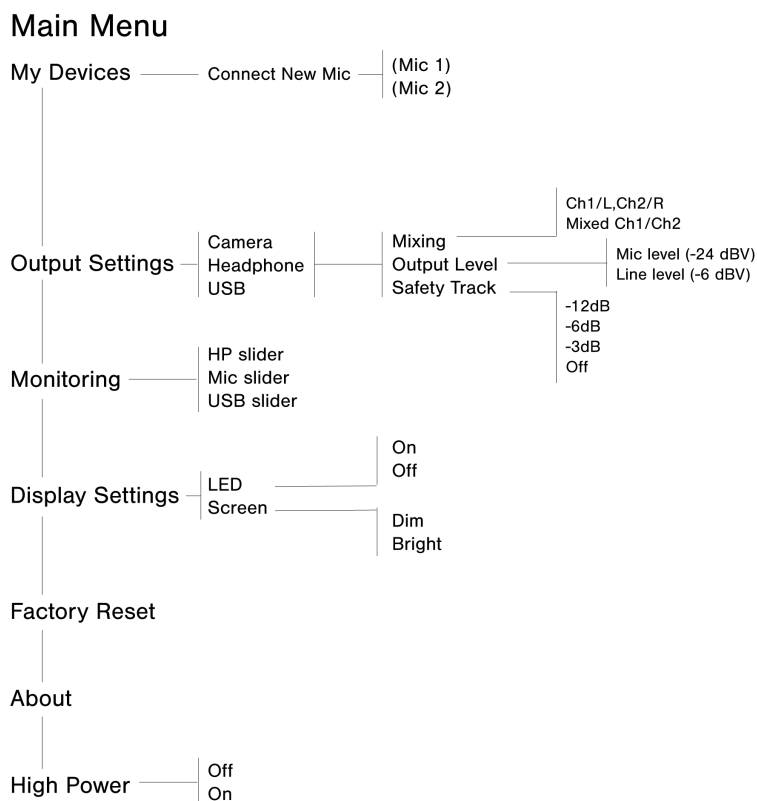 Main Menu
My Devices
Connect New Mic
(Mic 1)
(Mic 2)
Output Settings
Camera
Headphone
USB
Mixing
Output Level
Safety Track
Ch1/L,Ch2/R
Mixed Ch1/Ch2
Mic level (-24 dBV)
Line level (-6 dBV)
-12dB
-6dB
-3dB
Off
Monitoring
HP slider
Mic slider
USB slider
Display Settings
LED
Screen
On
Off
Dim
Bright
Factory Reset
About
High Power
Off
On